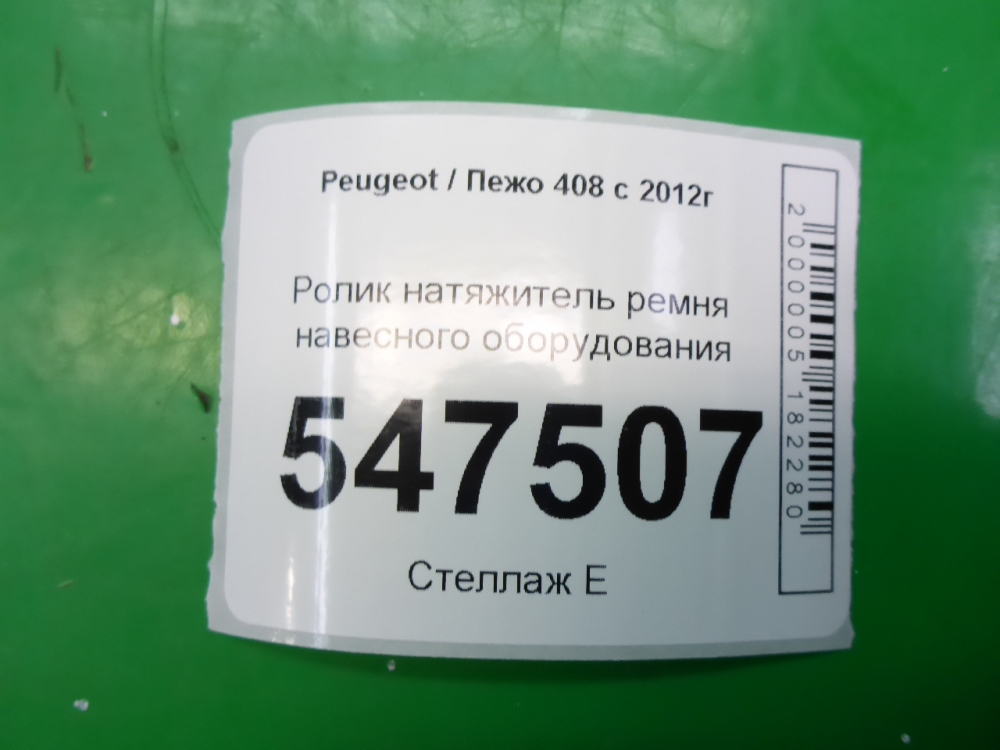 Peugeot / Пежо 408 с 2012г
Ролик натяжитель ремня
навесного оборудования
547507
Стеллаж Е
2000005182280